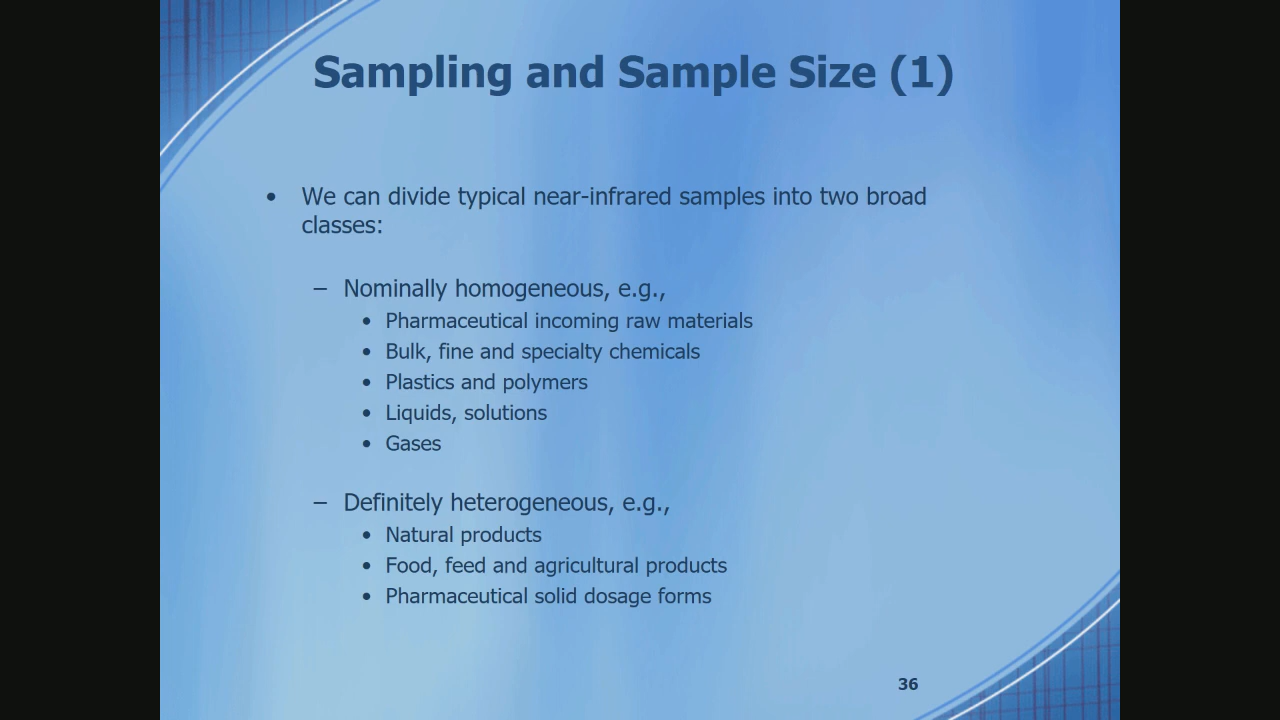 Sampling and Sample Size (1)
• We can divide typical near-infrared samples into two broad
classes:
– Nominally homogeneous, e.g.,
• Pharmaceutical incoming raw materials
• Bulk, fine and specialty chemicals
• Plastics and polymers
• Liquids, solutions
• Gases
– Definitely heterogeneous, e.g.,
• Natural products
• Food, feed and agricultural products
• Pharmaceutical solid dosage forms
36